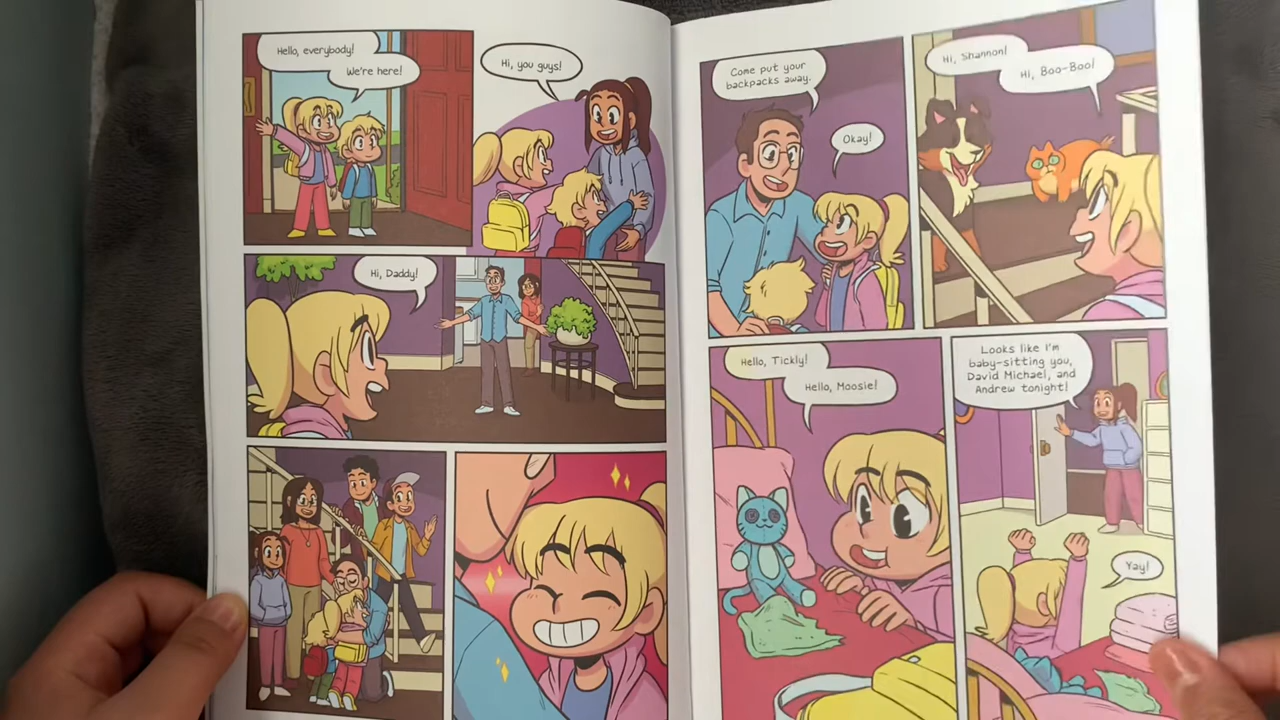 Hello, everybody!
We're here!
Hi, you guys!
Hi, Daddy!
Come put your
backpacks away.
Okay!
Hi, Shannon!
Hi, Boo-Boo!
Hello, Tickly!
Hello, Moosie!
Looks like I'm
baby-sitting you,
David Michael, and
Andrew tonight!
Yay!